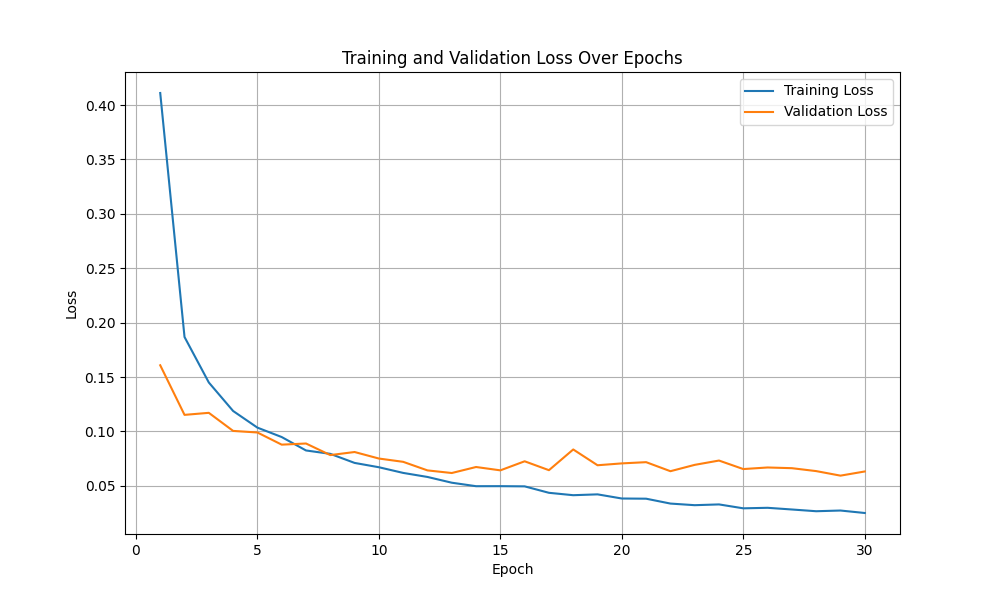 Training and Validation Loss Over Epochs
Training Loss
Validation Loss
0.40
0.35
0.30
0.25
0.20
0.15
0.10
0.05
Loss
0 5 10 15 20 25 30
Epoch